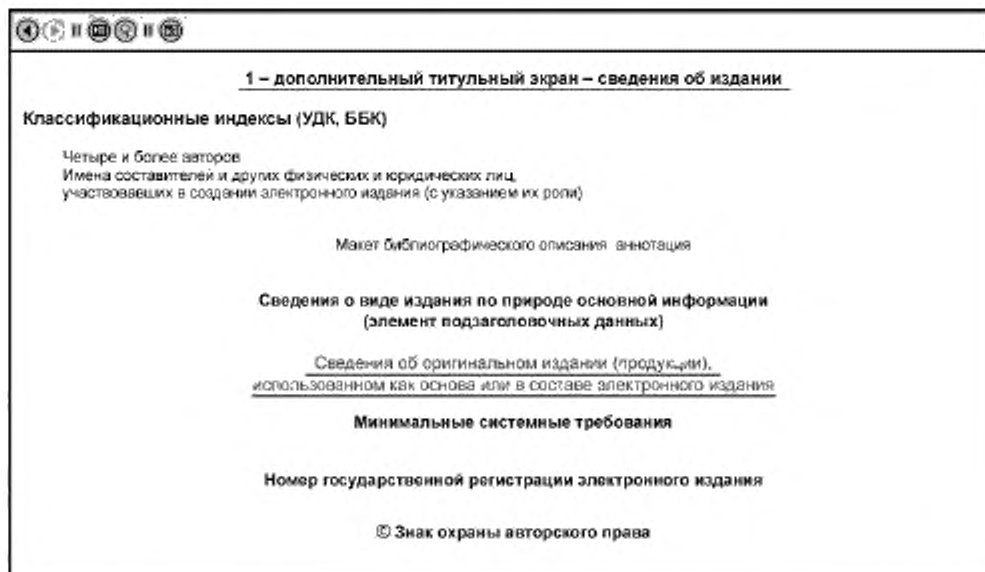 1 – дополнительный титульный экран – сведения об издании
Классификационные индексы (УДК, ББК)
Четыре и более авторов
Имена составителей и других физических и юридических лиц,
участвовавших в создании электронного издания (с указанием их роли)
Макет библиографического описания аннотация
Сведения о виде издания по природе основной информации
(элемент подзаголовочных данных)
Сведения об оригинальном издании (продукции),
использованном как основа или в составе электронного издания
Минимальные системные требования
Номер государственной регистрации электронного издания
© Знак охраны авторского права